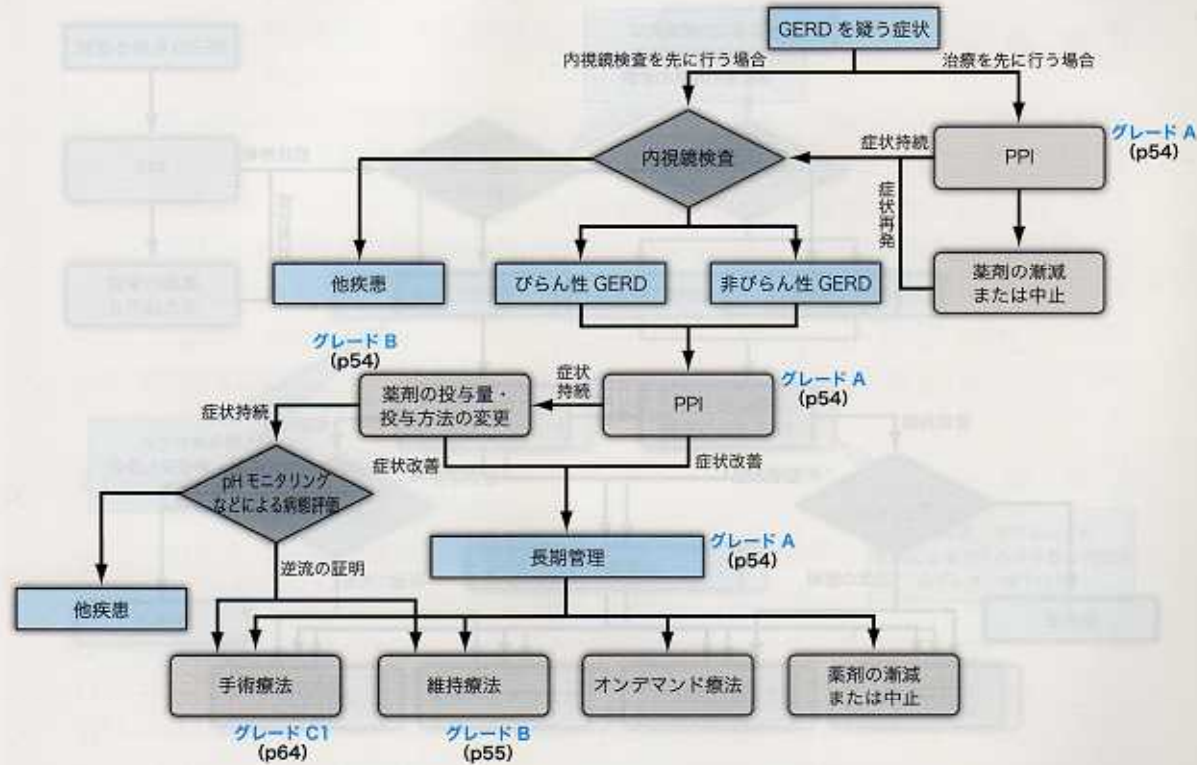 GERD を疑う症状
内視鏡検査を先に行う場合
治療を先に行う場合
内視鏡検査
症状持続
PPI
グレード A
(p54)
症状再発
他疾患
びらん性 GERD
非びらん性 GERD
薬剤の漸減
または中止
グレード B
(p54)
薬剤の投与量・
投与方法の変更
症状
持続
PPI
グレード A
(p54)
症状持続
症状改善
症状改善
pH モニタリング
などによる病態評価
長期管理
グレード A
(p54)
逆流の証明
他疾患
手術療法
維持療法
オンデマンド療法
薬剤の漸減
または中止
グレード C1
(p64)
グレード B
(p55)